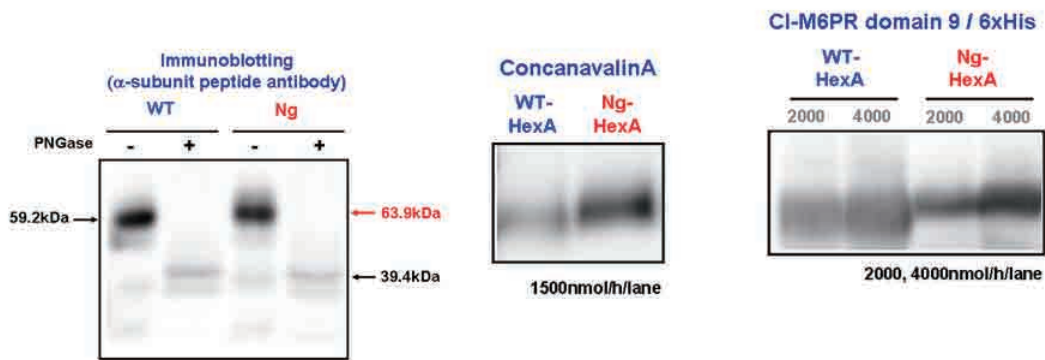 Immunoblotting
(α-subunit peptide antibody)
WT Ng
PNGase - + - +
59.2kDa
63.9kDa
39.4kDa
ConcanavalinA
WT-
HexA
Ng-
HexA
1500nmol/h/lane
CI-M6PR domain 9 / 6xHis
WT-
HexA
Ng-
HexA
2000 4000 2000 4000
2000, 4000nmol/h/lane